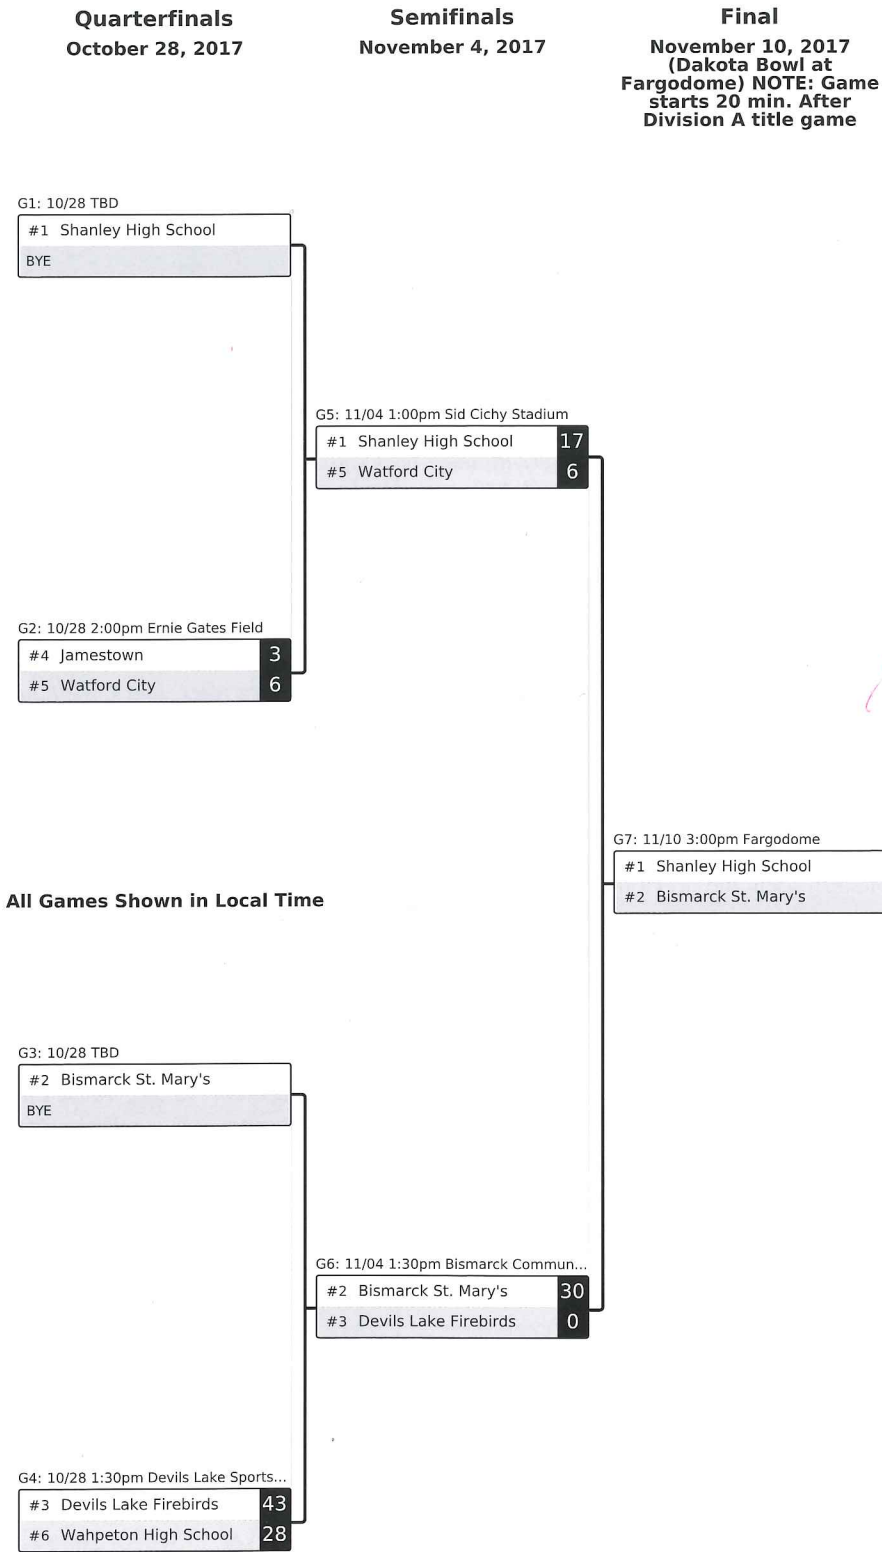 Quarterfinals
October 28, 2017
Semifinals
November 4, 2017
Final
November 10, 2017
(Dakota Bowl at
Fargodome) NOTE: Game
starts 20 min. After
Division A title game
G1: 10/28 TBD
#1 Shanley High School
BYE
G5: 11/04 1:00pm Sid Cichy Stadium
#1 Shanley High School 17
#5 Watford City 6
G2: 10/28 2:00pm Ernie Gates Field
#4 Jamestown 3
#5 Watford City 6
G7: 11/10 3:00pm Fargodome
#1 Shanley High School
#2 Bismarck St. Mary's
All Games Shown in Local Time
G3: 10/28 TBD
#2 Bismarck St. Mary's
BYE
G6: 11/04 1:30pm Bismarck Commun...
#2 Bismarck St. Mary's 30
#3 Devils Lake Firebirds 0
G4: 10/28 1:30pm Devils Lake Sports...
#3 Devils Lake Firebirds 43
#6 Wahpeton High School 28